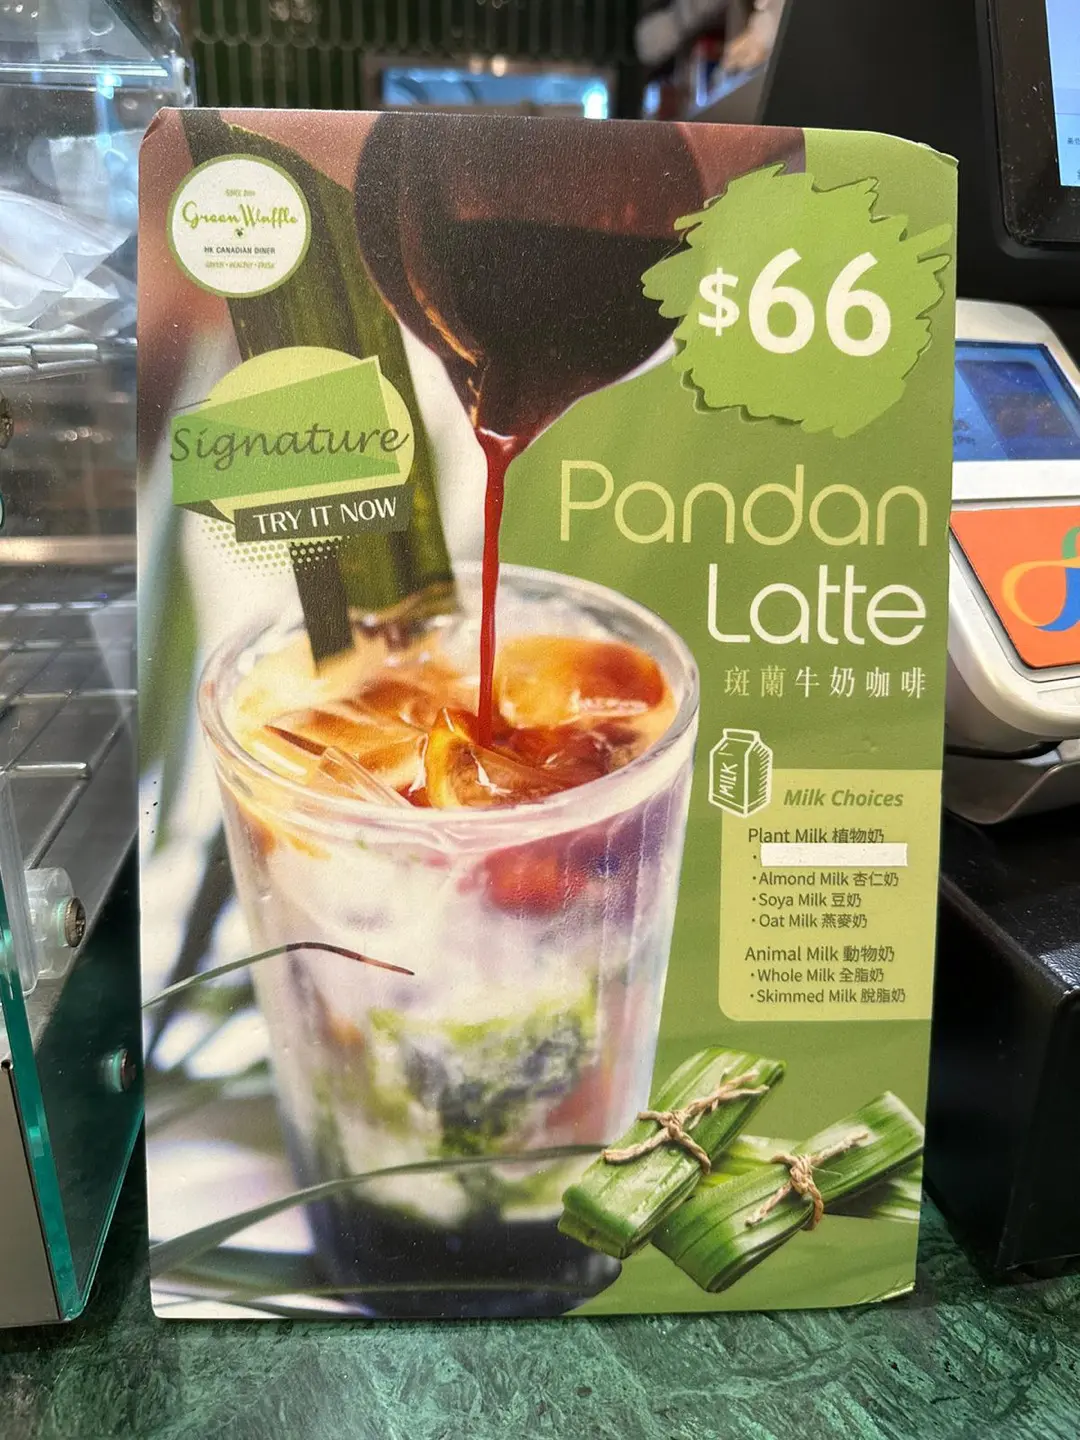 Green Waffle
HK CANADIAN DINER
$66
Signature
TRY IT NOW
Pandan
Latte
斑蘭牛奶咖啡
MILK
Milk Choices
Plant Milk 植物奶
·Almond Milk 杏仁奶
·Soya Milk 豆奶
·Oat Milk 燕麥奶
Animal Milk 動物奶
·Whole Milk 全脂奶
·Skimmed Milk 脫脂奶